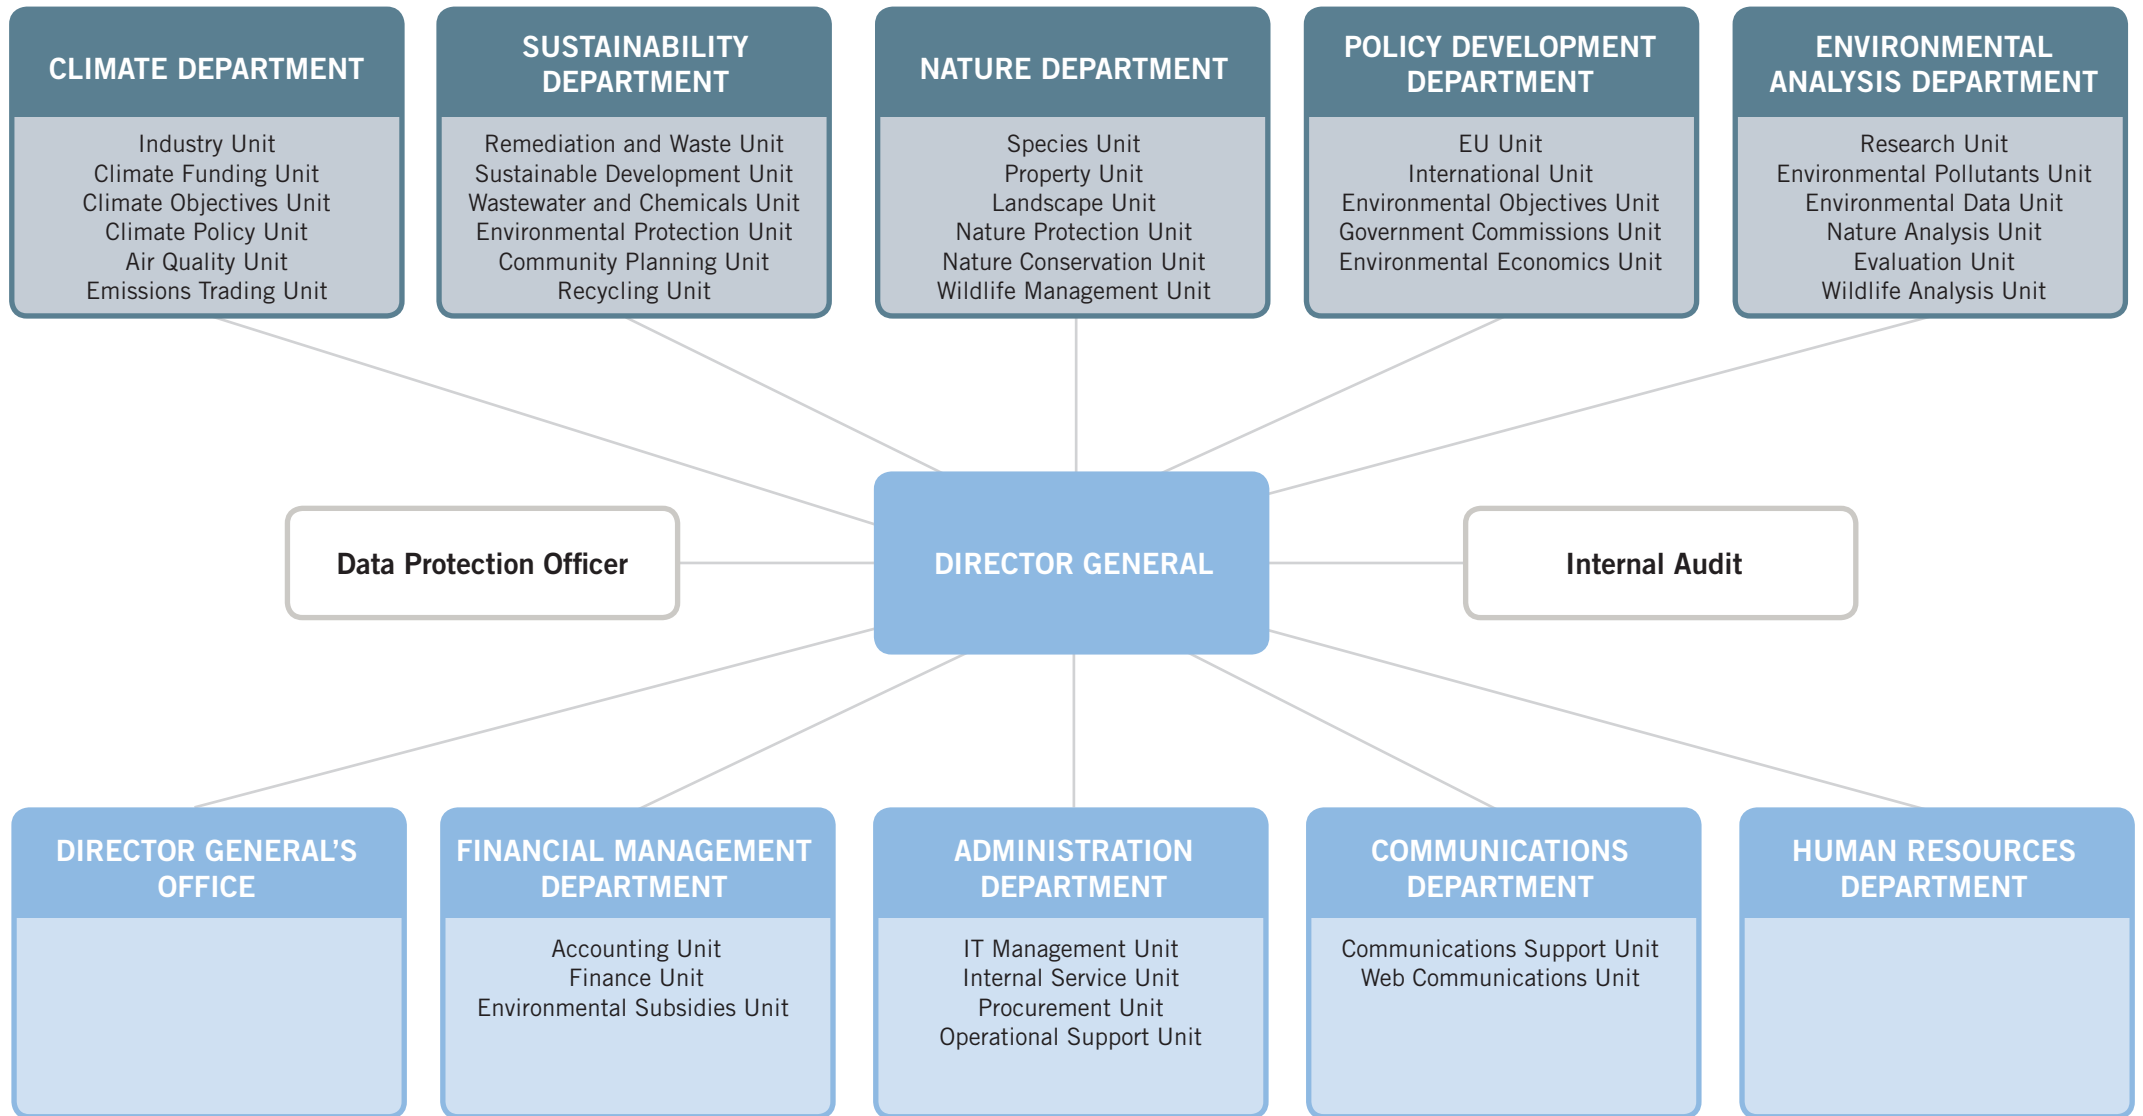 CLIMATE DEPARTMENT
Industry Unit
Climate Funding Unit
Climate Objectives Unit
Climate Policy Unit
Air Quality Unit
Emissions Trading Unit
SUSTAINABILITY
DEPARTMENT
Remediation and Waste Unit
Sustainable Development Unit
Wastewater and Chemicals Unit
Environmental Protection Unit
Community Planning Unit
Recycling Unit
NATURE DEPARTMENT
Species Unit
Property Unit
Landscape Unit
Nature Protection Unit
Nature Conservation Unit
Wildlife Management Unit
POLICY DEVELOPMENT
DEPARTMENT
EU Unit
International Unit
Environmental Objectives Unit
Government Commissions Unit
Environmental Economics Unit
ENVIRONMENTAL
ANALYSIS DEPARTMENT
Research Unit
Environmental Pollutants Unit
Environmental Data Unit
Nature Analysis Unit
Evaluation Unit
Wildlife Analysis Unit
Data Protection Officer
DIRECTOR GENERAL
Internal Audit
DIRECTOR GENERAL’S
OFFICE
FINANCIAL MANAGEMENT
DEPARTMENT
Accounting Unit
Finance Unit
Environmental Subsidies Unit
ADMINISTRATION
DEPARTMENT
IT Management Unit
Internal Service Unit
Procurement Unit
Operational Support Unit
COMMUNICATIONS
DEPARTMENT
Communications Support Unit
Web Communications Unit
HUMAN RESOURCES
DEPARTMENT